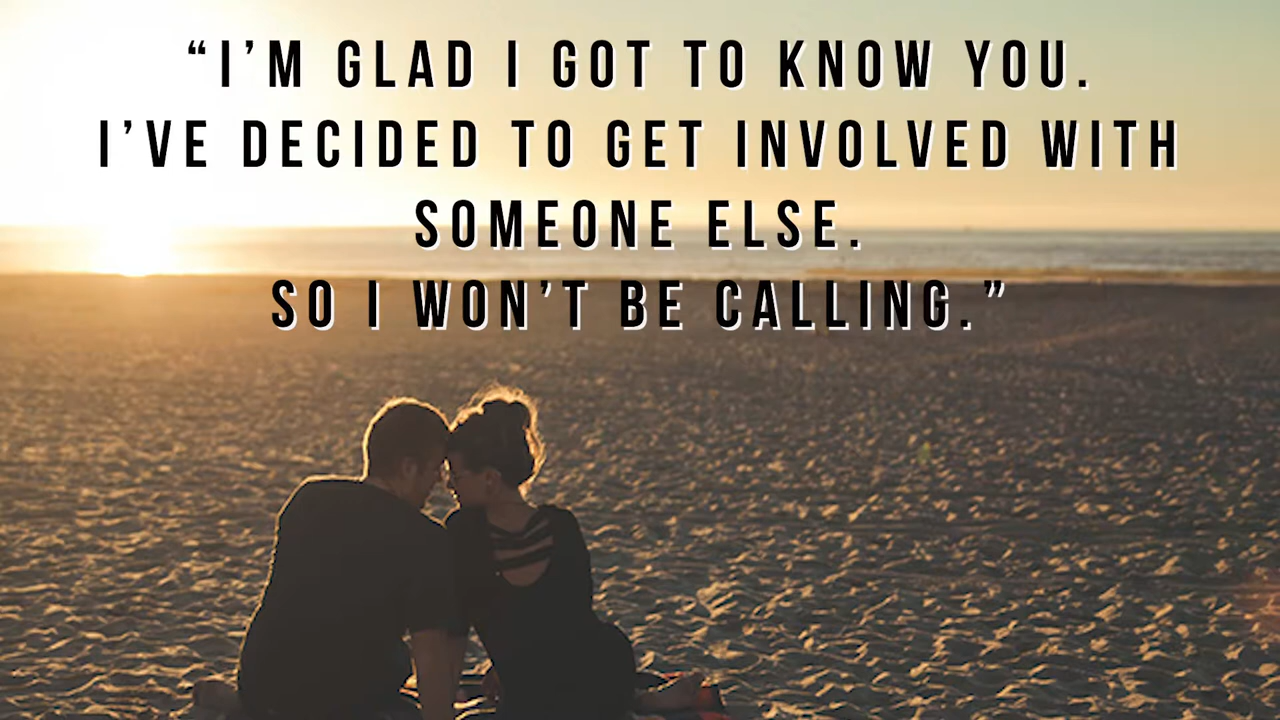 “I’M GLAD I GOT TO KNOW YOU.
I’VE DECIDED TO GET INVOLVED WITH
SOMEONE ELSE.
SO I WON’T BE CALLING.”